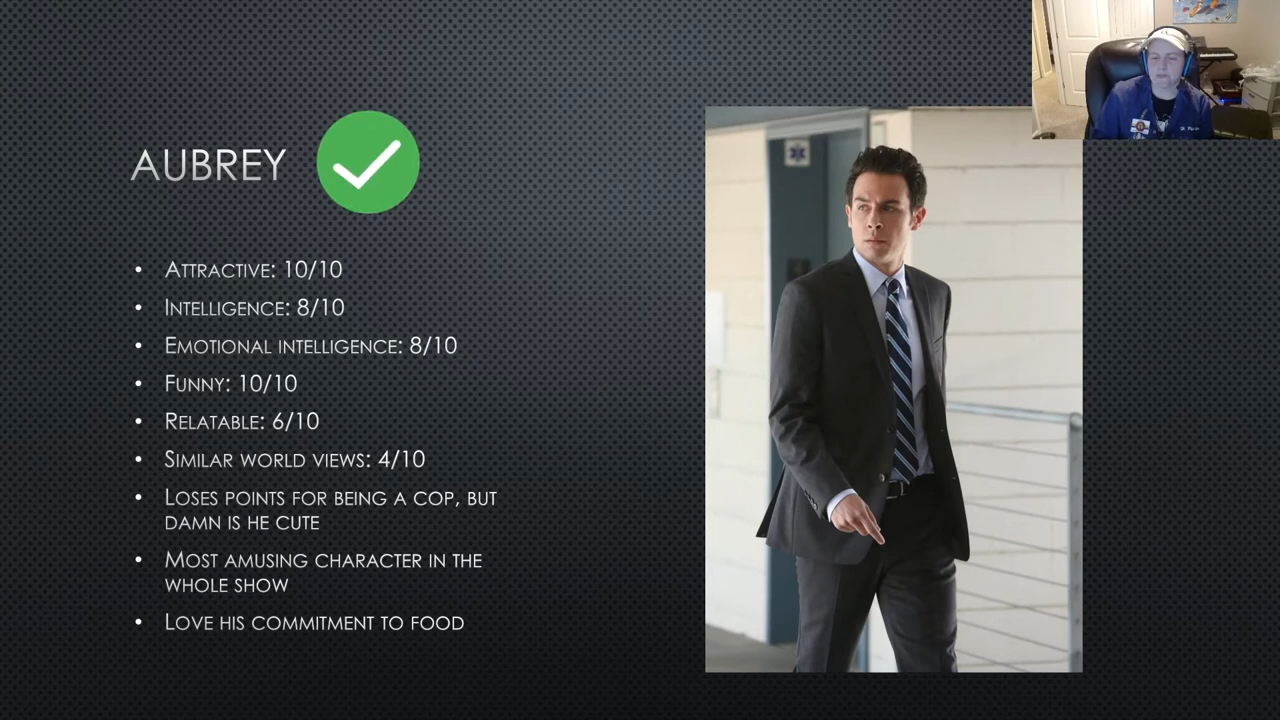 AUBREY
• ATTRACTIVE: 10/10
• INTELLIGENCE: 8/10
• EMOTIONAL INTELLIGENCE: 8/10
• FUNNY: 10/10
• RELATABLE: 6/10
• SIMILAR WORLD VIEWS: 4/10
• LOSES POINTS FOR BEING A COP, BUT
DAMN IS HE CUTE
• MOST AMUSING CHARACTER IN THE
WHOLE SHOW
• LOVE HIS COMMITMENT TO FOOD